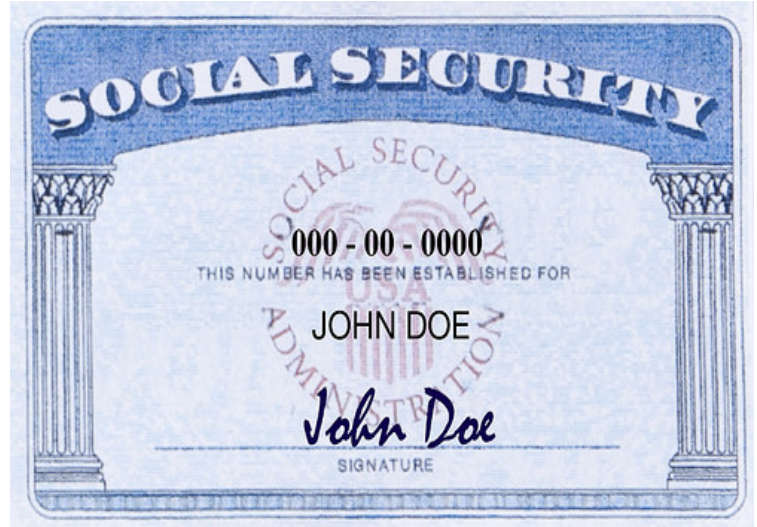 SOCIAL SECURITY
SOCIAL SECURITY
ADMINISTRATION
USA
000 - 00 - 0000
THIS NUMBER HAS BEEN ESTABLISHED FOR
JOHN DOE
John Doe
SIGNATURE